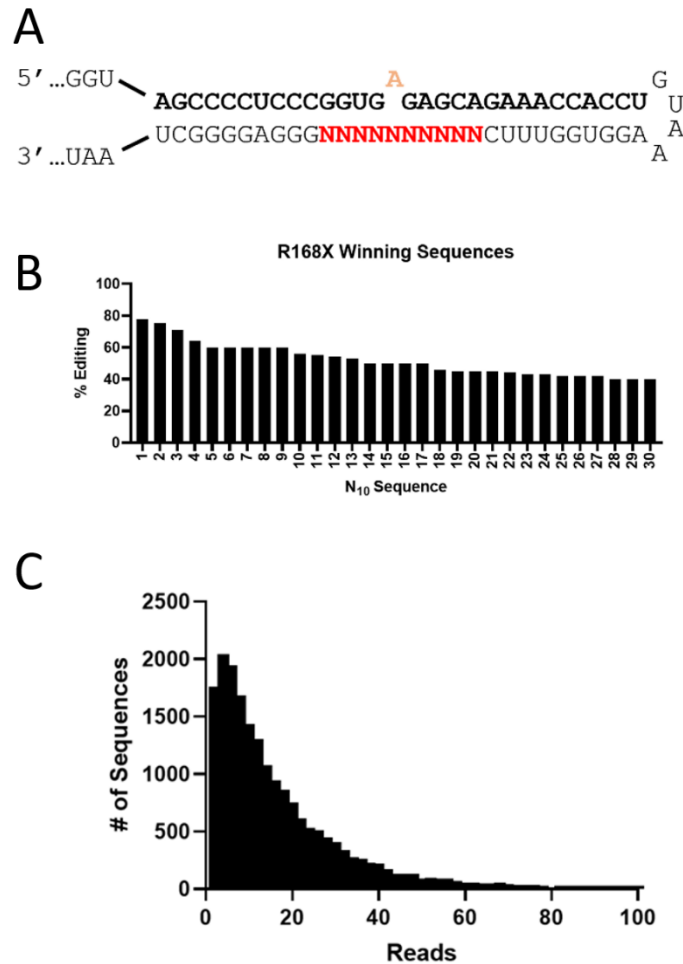 A
A
5'…GGU
G
AGCCCCUCCCGGUG GAGCAGAAACCACCU
U
UCGGGGAGGGNNNNNNNNNNCUUUGGUGGA
A
A
3'…UAA
B
R168X Winning Sequences
% Editing
100
80
60
40
20
0
1 2 3 4 5 6 7 8 9 10 11 12 13 14 15 16 17 18 19 20 21 22 23 24 25 26 27 28 29 30
N10 Sequence
C
# of Sequences
2500
2000
1500
1000
500
0
0 20 40 60 80 100
Reads